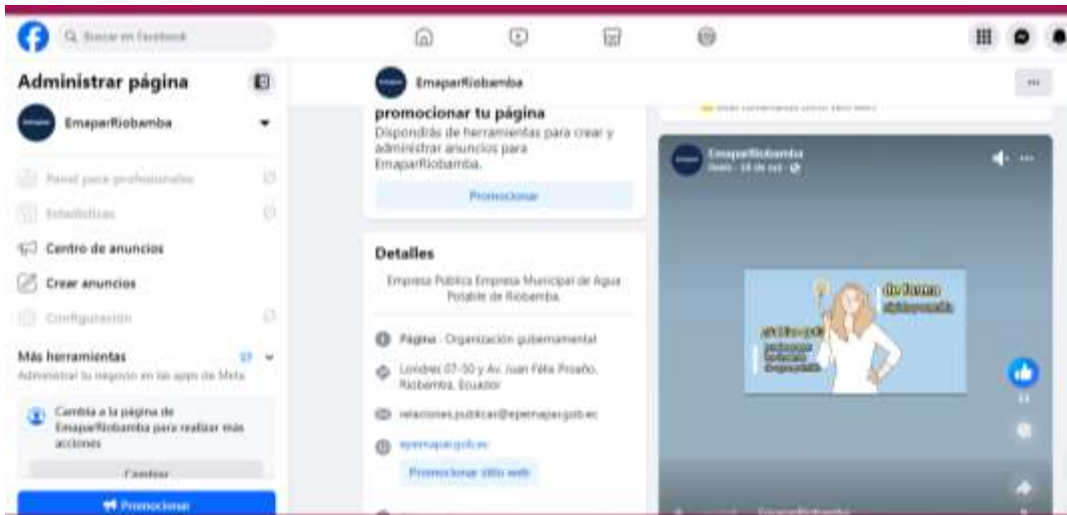 Buscar en Facebook
Administrar página
EmaparRiobamba
Panel para profesionales
Estadísticas
Centro de anuncios
Crear anuncios
Configuración
Más herramientas
Administrar tu negocio en las apps de Meta
Cambia a la página de
EmaparRiobamba para realizar más
acciones
Cambiar
Promocionar
EmaparRiobamba
promocionar tu página
Dispondrás de herramientas para crear y
administrar anuncios para
EmaparRiobamba.
Promocionar
Detalles
Empresa Pública Empresa Municipal de Agua
Potable de Riobamba.
Página · Organización gubernamental
Londres 07-50 y Av. Juan Félix Proaño,
Riobamba, Ecuador
epemapar.gob.ec
Promocionar sitio web
EmaparRiobamba
Reels
de forma
EmaparRiobamba